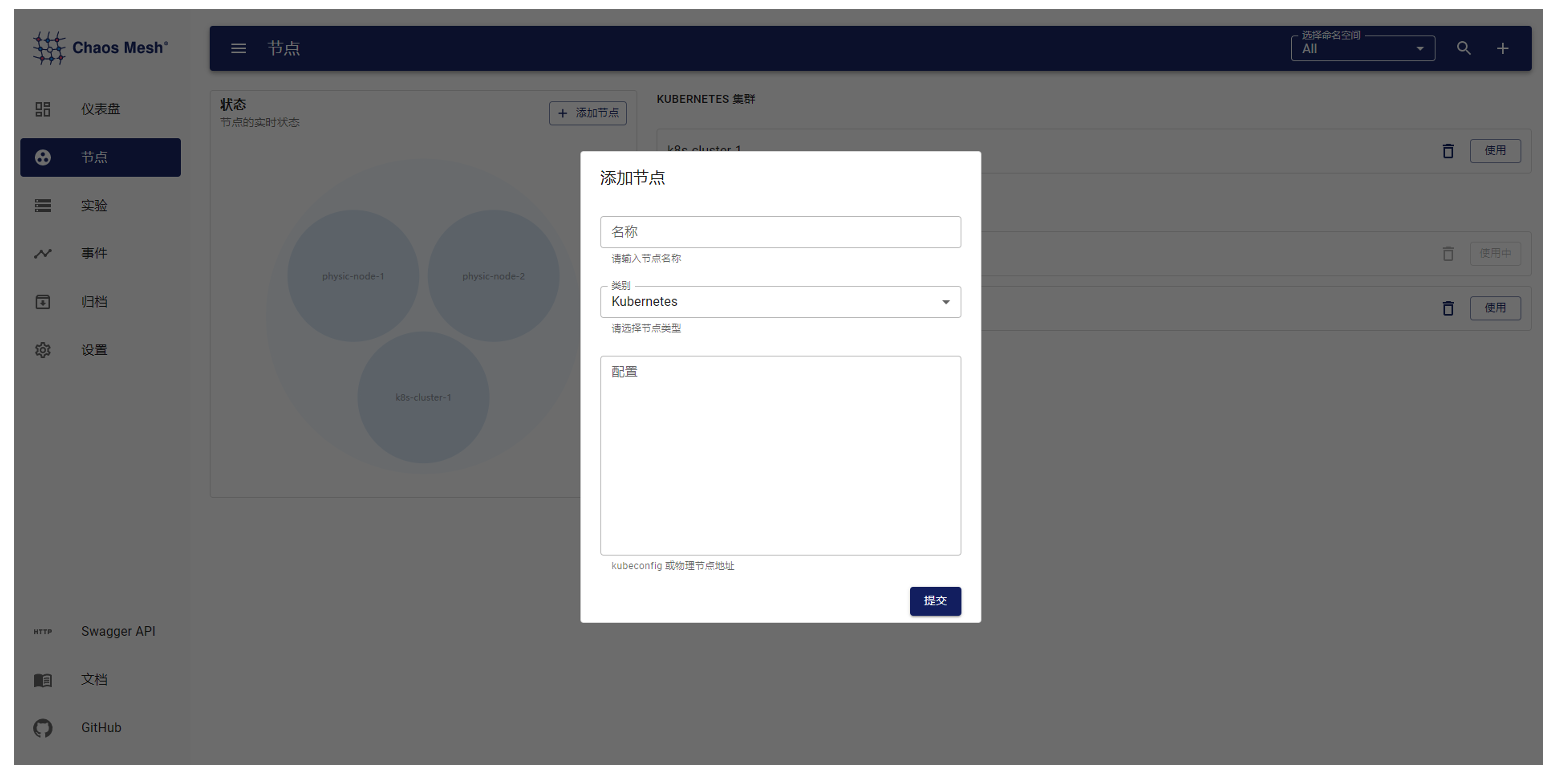 Chaos Mesh®
仪表盘
节点
实验
事件
归档
设置
HTTP Swagger API
文档
GitHub
节点
选择命名空间
All
状态
节点的实时状态
添加节点
physic-node-1
physic-node-2
k8s-cluster-1
KUBERNETES 集群
k8s-cluster-1
使用
使用中
使用
添加节点
名称
请输入节点名称
类别
Kubernetes
请选择节点类型
配置
kubeconfig 或物理节点地址
提交